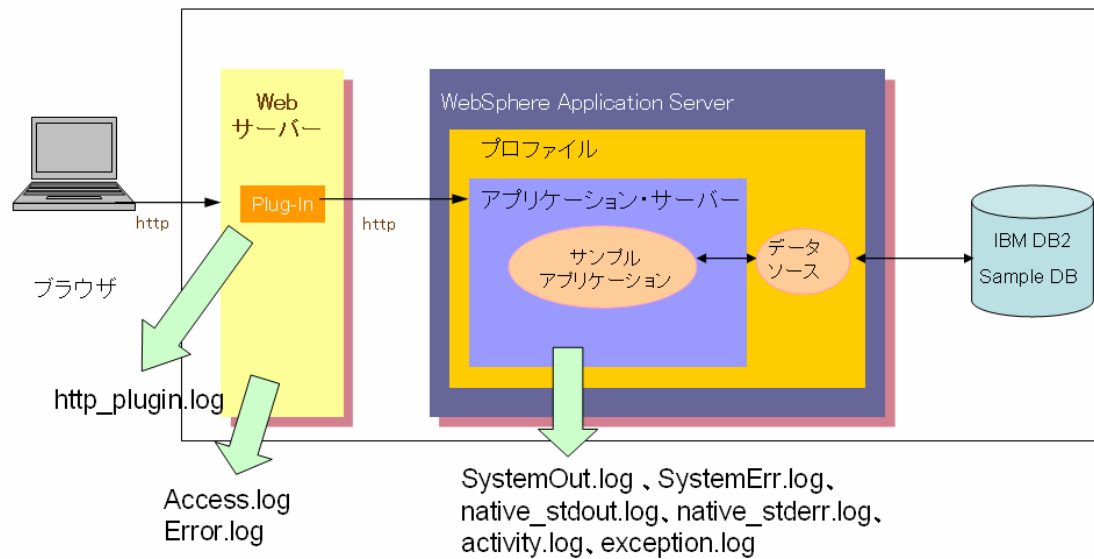 Web
サーバー
Plug-In
http
http
ブラウザ
WebSphere Application Server
プロファイル
アプリケーション・サーバー
サンプル
アプリケーション
データ
ソース
IBM DB2
Sample DB
http_plugin.log
Access.log
Error.log
SystemOut.log 、SystemErr.log、
native_stdout.log、native_stderr.log、
activity.log、exception.log